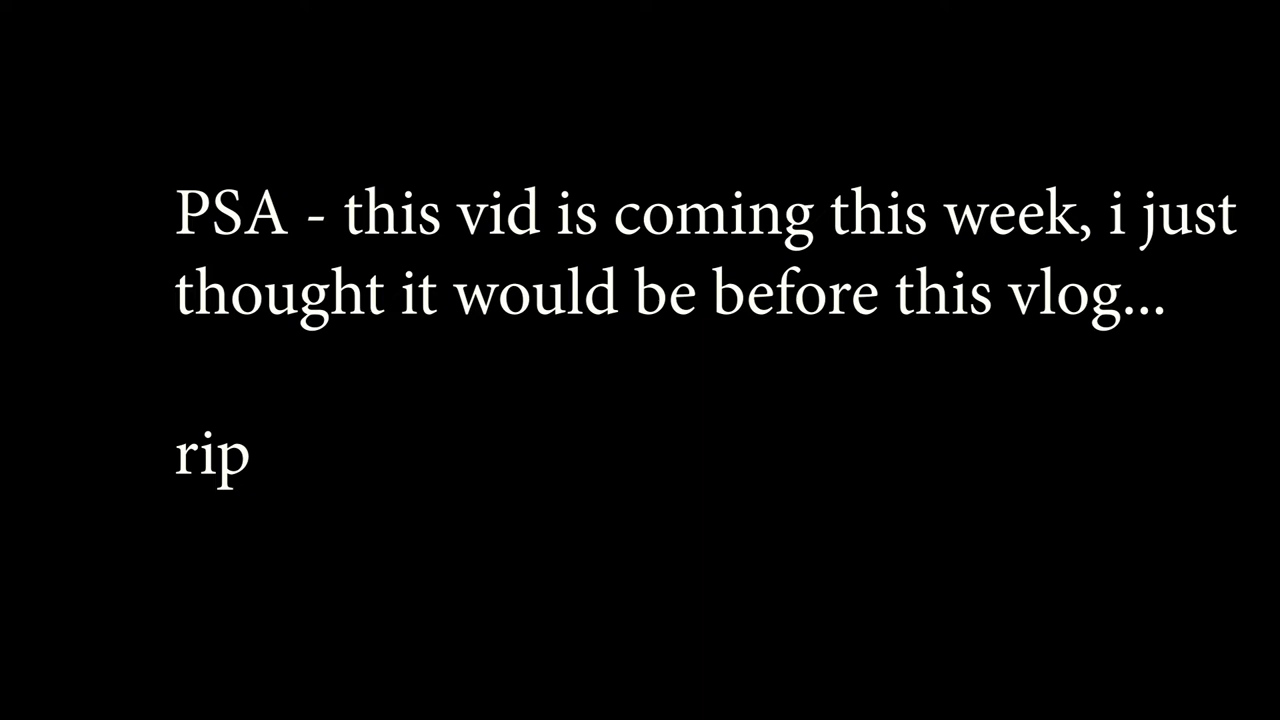 PSA - this vid is coming this week, i just
thought it would be before this vlog...
rip